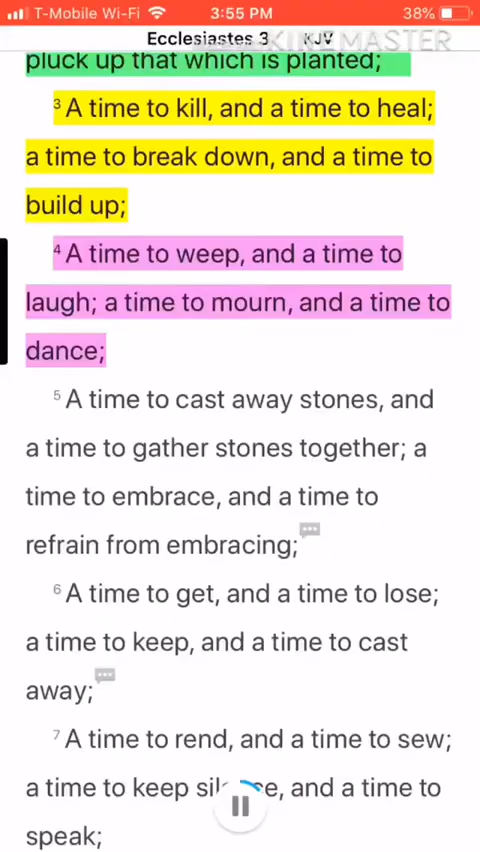 T-Mobile Wi-Fi 3:55 PM 38%
Ecclesiastes 3 KJV
KINEMASTER
pluck up that which is planted;
3 A time to kill, and a time to heal;
a time to break down, and a time to
build up;
4 A time to weep, and a time to
laugh; a time to mourn, and a time to
dance;
5 A time to cast away stones, and
a time to gather stones together; a
time to embrace, and a time to
refrain from embracing;
6 A time to get, and a time to lose;
a time to keep, and a time to cast
away;
7 A time to rend, and a time to sew;
a time to keep silence, and a time to
speak;